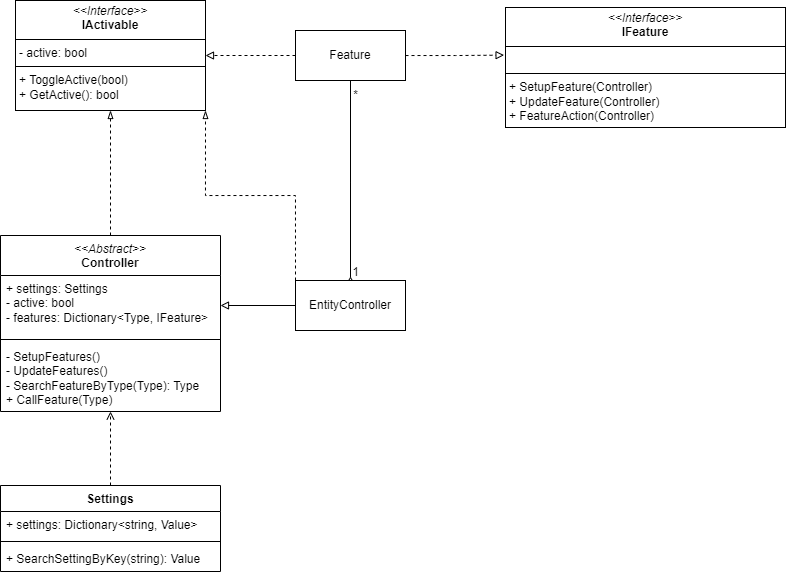 <<Interface>>
IActivable
- active: bool
+ ToggleActive(bool)
+ GetActive(): bool
Feature
<<Interface>>
IFeature
+ SetupFeature(Controller)
+ UpdateFeature(Controller)
+ FeatureAction(Controller)
*
1
EntityController
<<Abstract>>
Controller
+ settings: Settings
- active: bool
- features: Dictionary<Type, IFeature>
- SetupFeatures()
- UpdateFeatures()
- SearchFeatureByType(Type): Type
+ CallFeature(Type)
Settings
+ settings: Dictionary<string, Value>
+ SearchSettingByKey(string): Value